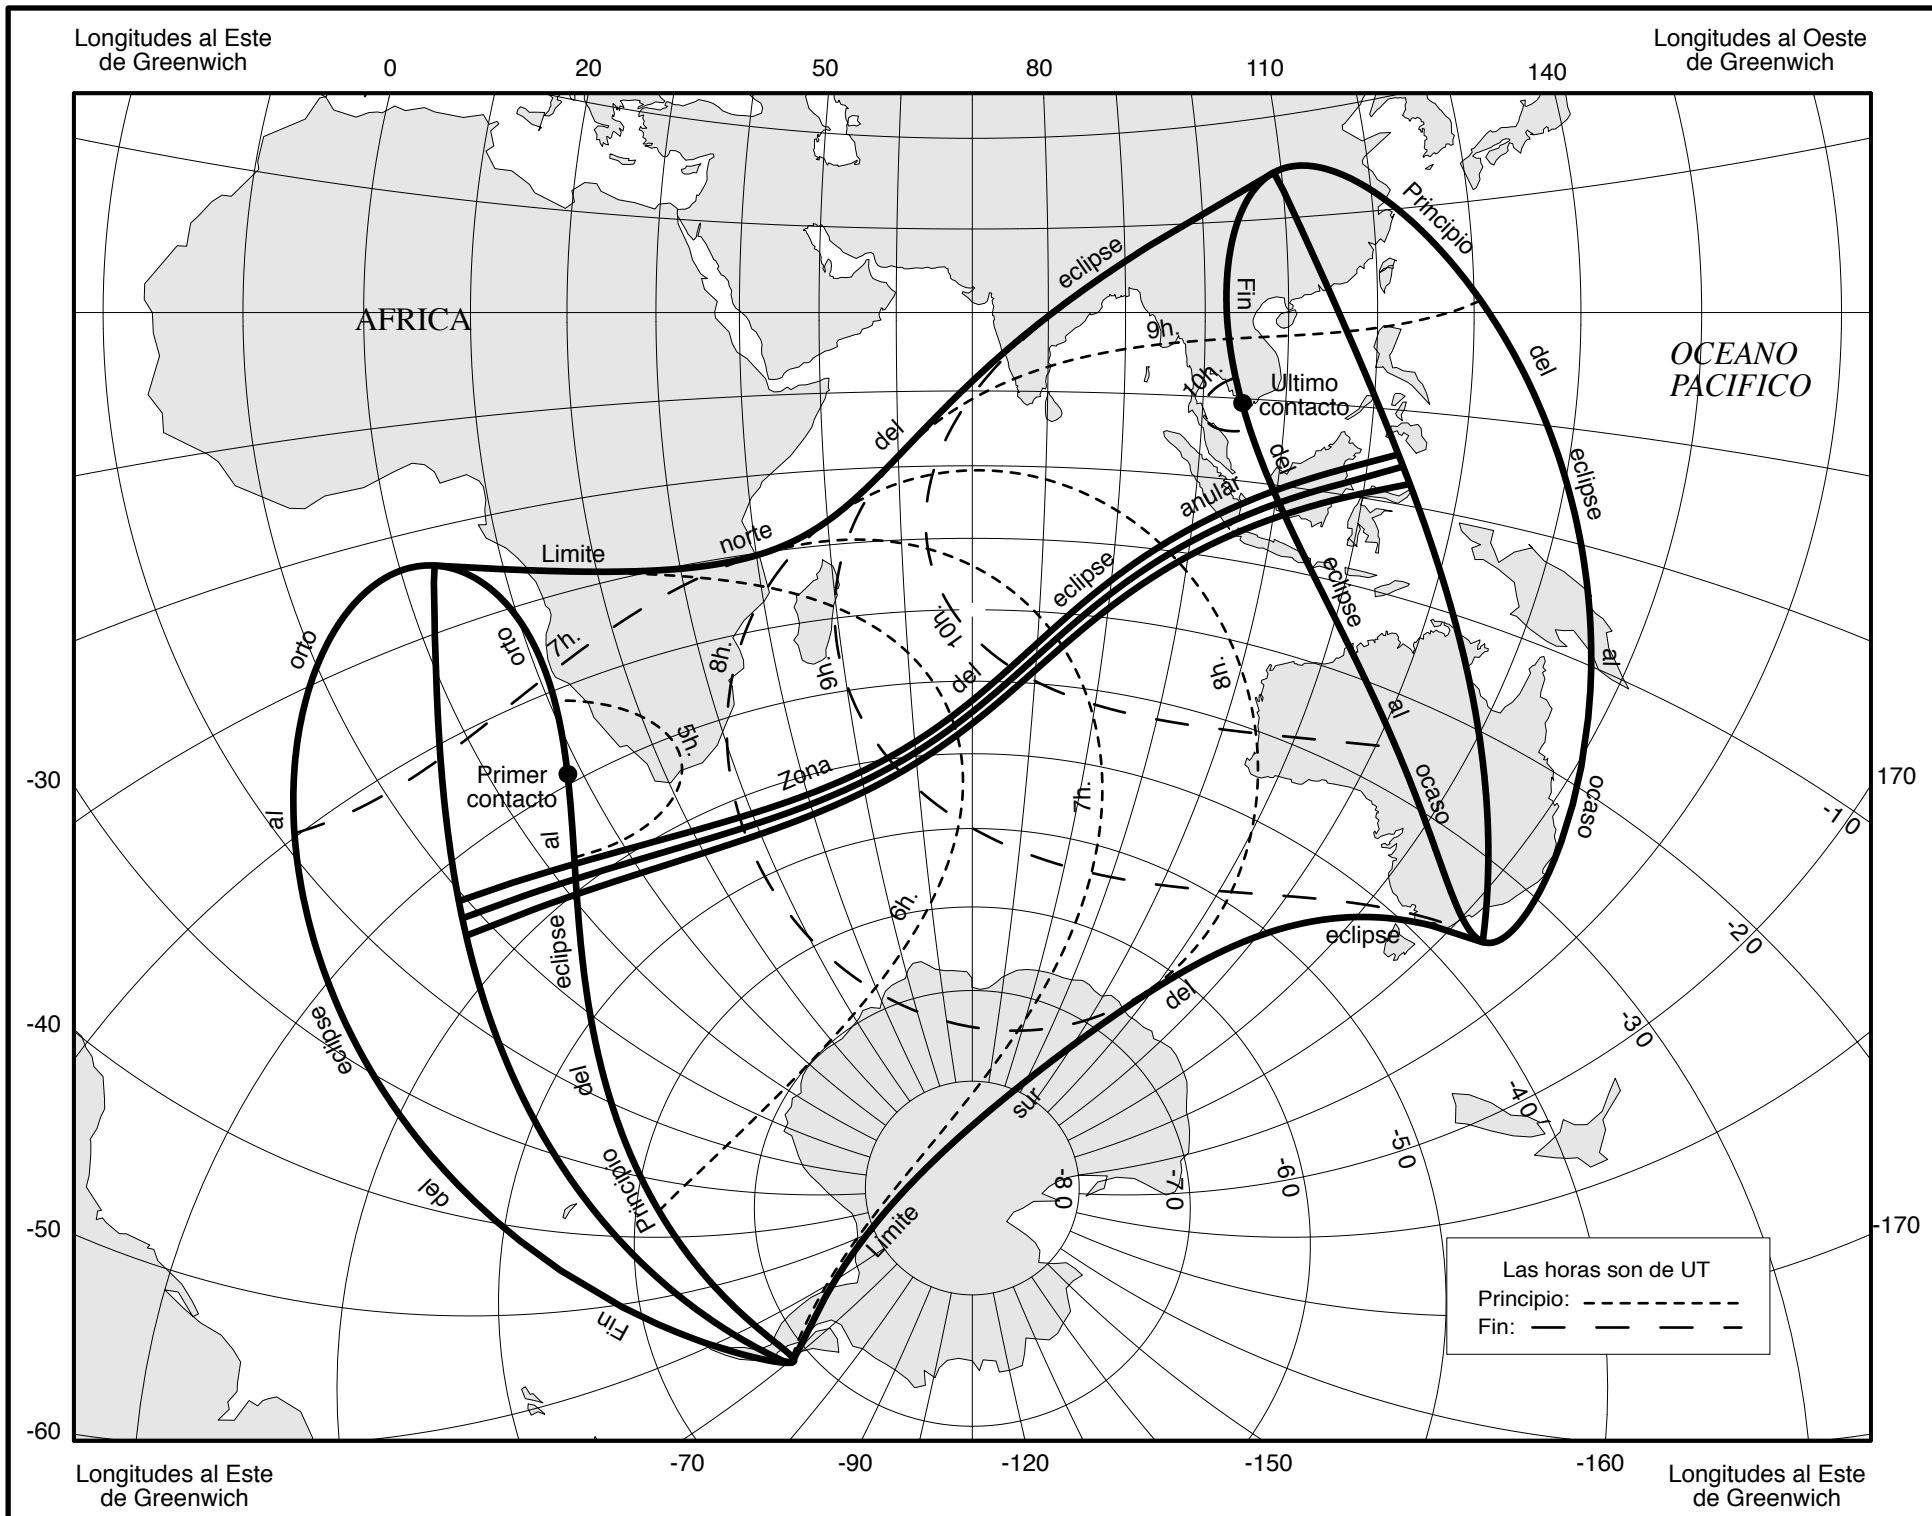 Longitudes al Este
de Greenwich
Longitudes al Oeste
de Greenwich
0
20
50
80
110
140
AFRICA
OCEANO
PACIFICO
Principio
del
eclipse
al
ocaso
Fin
del
eclipse
al
ocaso
9h.
10h.
Ultimo
contacto
Limite
norte
del
eclipse
Zona
del
eclipse
anular
orto
al
eclipse
del
Fin
orto
al
eclipse
del
Principio
Primer
contacto
7h.
8h.
9h.
10h.
5h.
6h.
7h.
8h.
Limite
sur
del
eclipse
-30
-40
-50
-60
170
-170
-10
-20
-30
-40
-50
-60
-70
-80
Las horas son de UT
Principio:
Fin:
-70
-90
-120
-150
-160
Longitudes al Este
de Greenwich
Longitudes al Este
de Greenwich